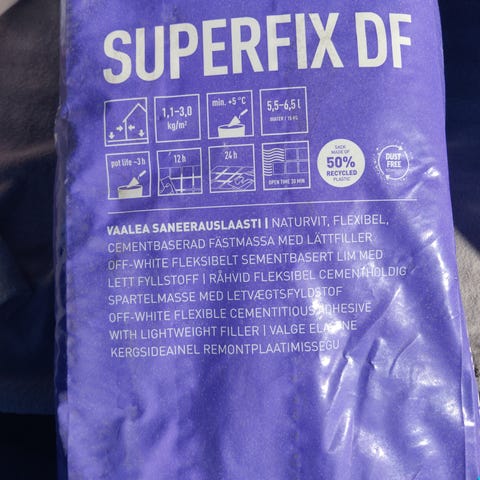 SUPERFIX DF
1,1–3,0
kg/m²
min. +5 °C
5,5–6,5 l
WATER / 15 KG
pot life ~3 h
12 h
24 h
OPEN TIME 30 MIN
SACK
MADE OF
50%
RECYCLED
PLASTIC
DUST
FREE
VAALEA SANEERAUSLAASTI | NATURVIT, FLEXIBEL,
CEMENTBASERAD FÄSTMASSA MED LÄTTFILLER
OFF-WHITE FLEKSIBELT SEMENTBASERT LIM MED
LETT FYLLSTOFF | RÅHVID FLEKSIBEL CEMENTHOLDIG
SPARTELMASSE MED LETVÆGTSFYLDSTOF
OFF-WHITE FLEXIBLE CEMENTITIOUS ADHESIVE
WITH LIGHTWEIGHT FILLER | VALGE ELASTNE
KERGSIDEAINEL REMONTPLAATIMISSEGU